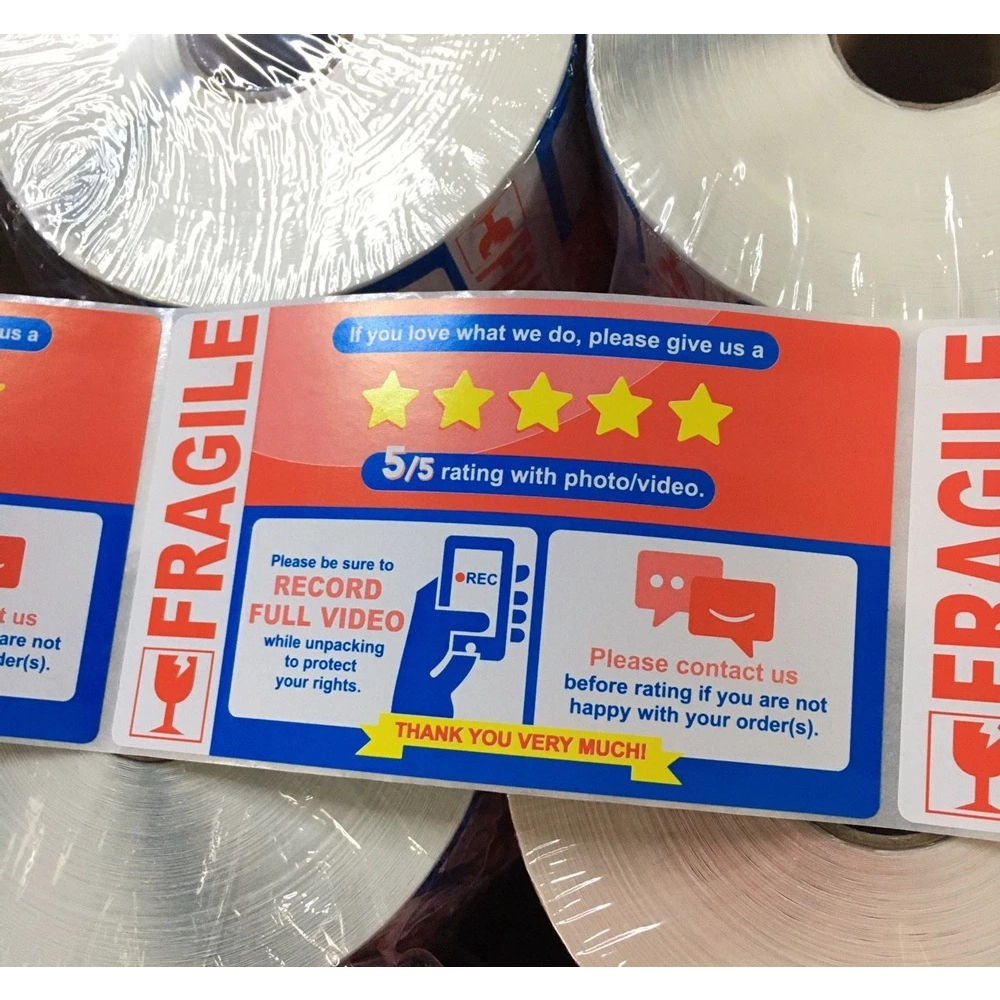 us a
t us
are not
der(s).
FRAGILE
If you love what we do, please give us a
5/5 rating with photo/video.
Please be sure to
RECORD
FULL VIDEO
while unpacking
to protect
your rights.
REC
Please contact us
before rating if you are not
happy with your order(s).
THANK YOU VERY MUCH!
FRAGILE